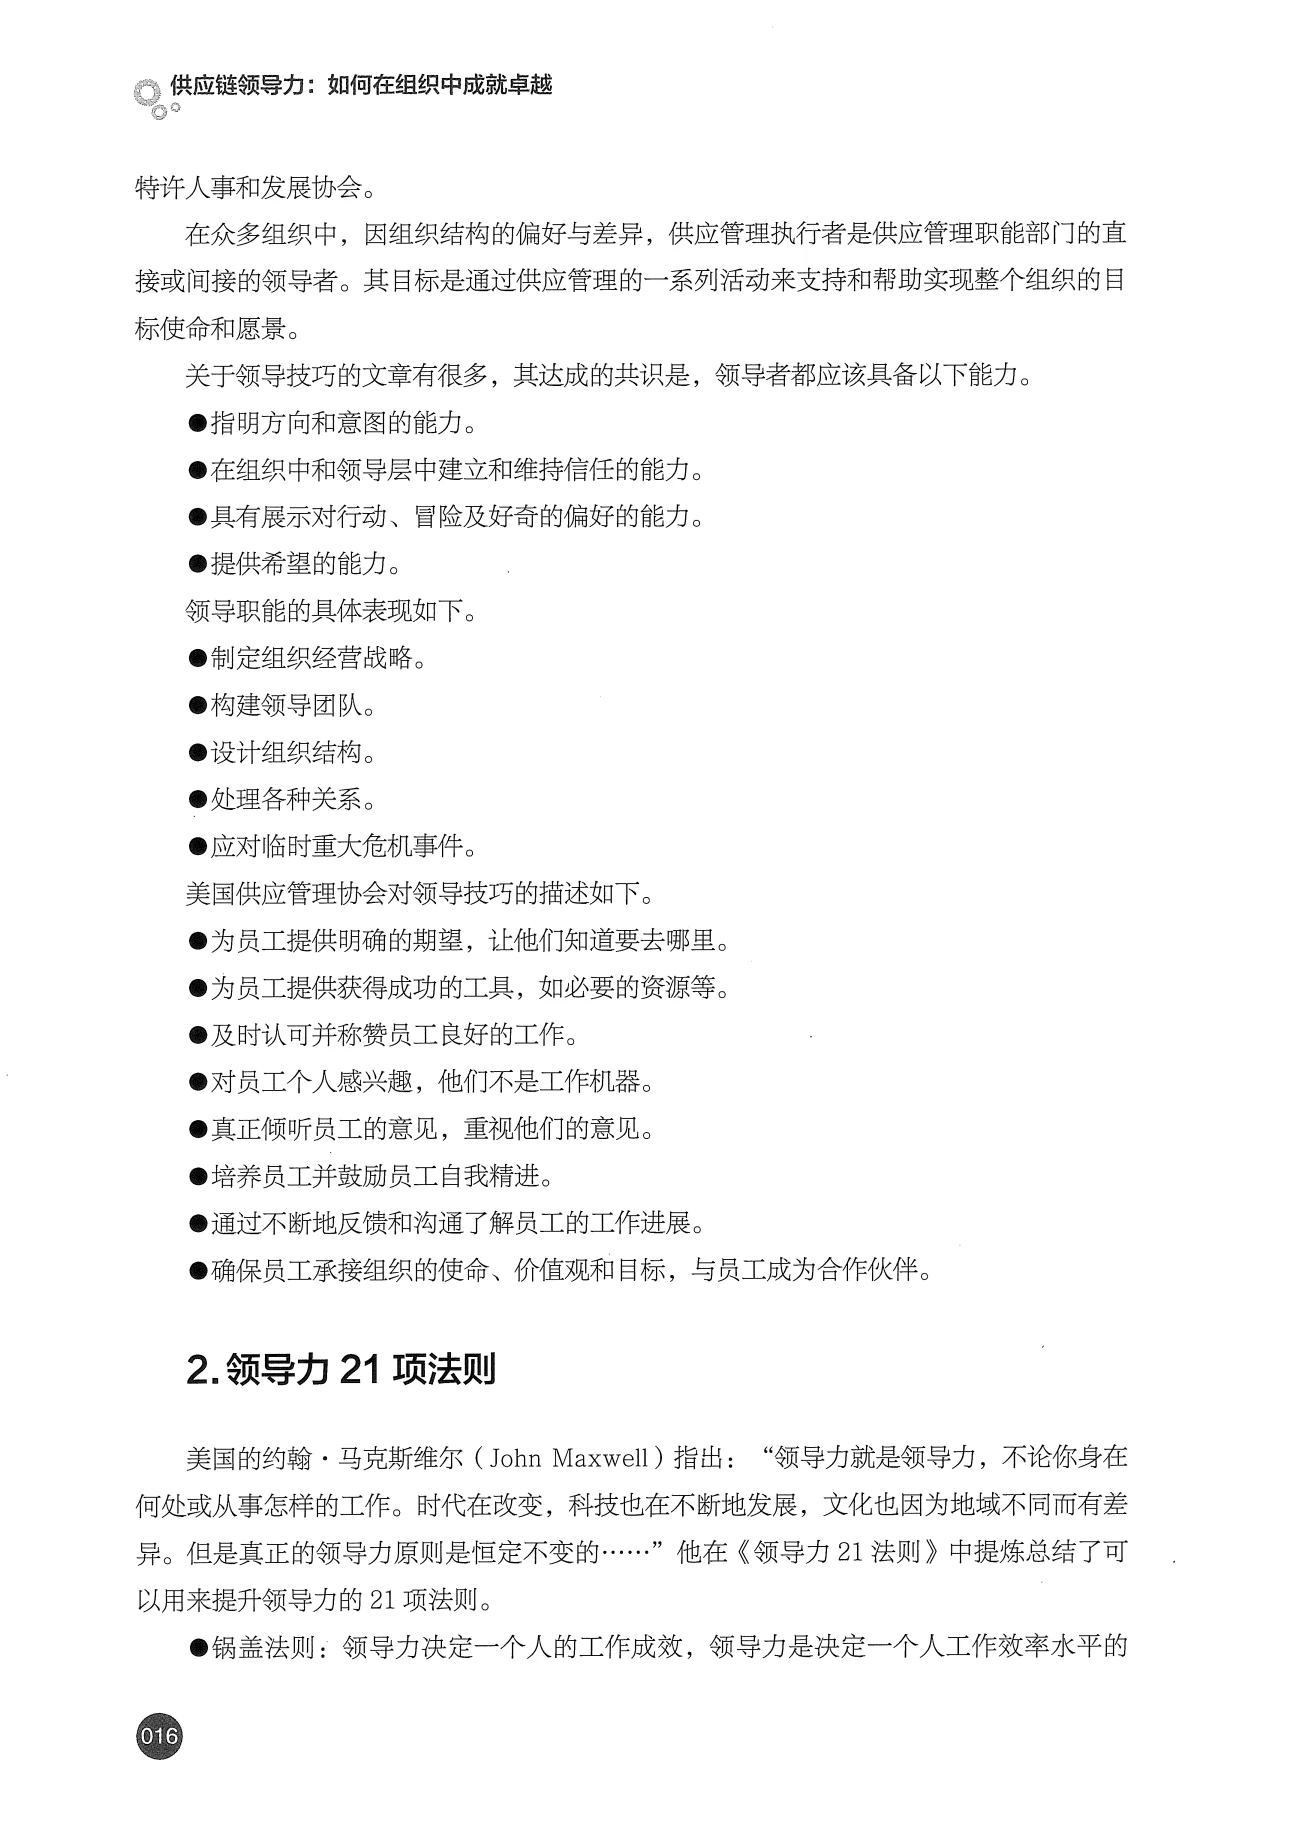 供应链领导力：如何在组织中成就卓越
特许人事和发展协会。
在众多组织中，因组织结构的偏好与差异，供应管理执行者是供应管理职能部门的直
接或间接的领导者。其目标是通过供应管理的一系列活动来支持和帮助实现整个组织的目
标使命和愿景。
关于领导技巧的文章有很多，其达成的共识是，领导者都应该具备以下能力。
●指明方向和意图的能力。
●在组织中和领导层中建立和维持信任的能力。
●具有展示对行动、冒险及好奇的偏好的能力。
●提供希望的能力。
领导职能的具体表现如下。
●制定组织经营战略。
●构建领导团队。
●设计组织结构。
●处理各种关系。
●应对临时重大危机事件。
美国供应管理协会对领导技巧的描述如下。
●为员工提供明确的期望，让他们知道要去哪里。
●为员工提供获得成功的工具，如必要的资源等。
●及时认可并称赞员工良好的工作。
●对员工个人感兴趣，他们不是工作机器。
●真正倾听员工的意见，重视他们的意见。
●培养员工并鼓励员工自我精进。
●通过不断地反馈和沟通了解员工的工作进展。
●确保员工承接组织的使命、价值观和目标，与员工成为合作伙伴。
2.领导力 21 项法则
美国的约翰·马克斯维尔（John Maxwell）指出：“领导力就是领导力，不论你身在
何处或从事怎样的工作。时代在改变，科技也在不断地发展，文化也因为地域不同而有差
异。但是真正的领导力原则是恒定不变的……”他在《领导力 21 法则》中提炼总结了可
以用来提升领导力的 21 项法则。
●锅盖法则：领导力决定一个人的工作成效，领导力是决定一个人工作效率水平的
016